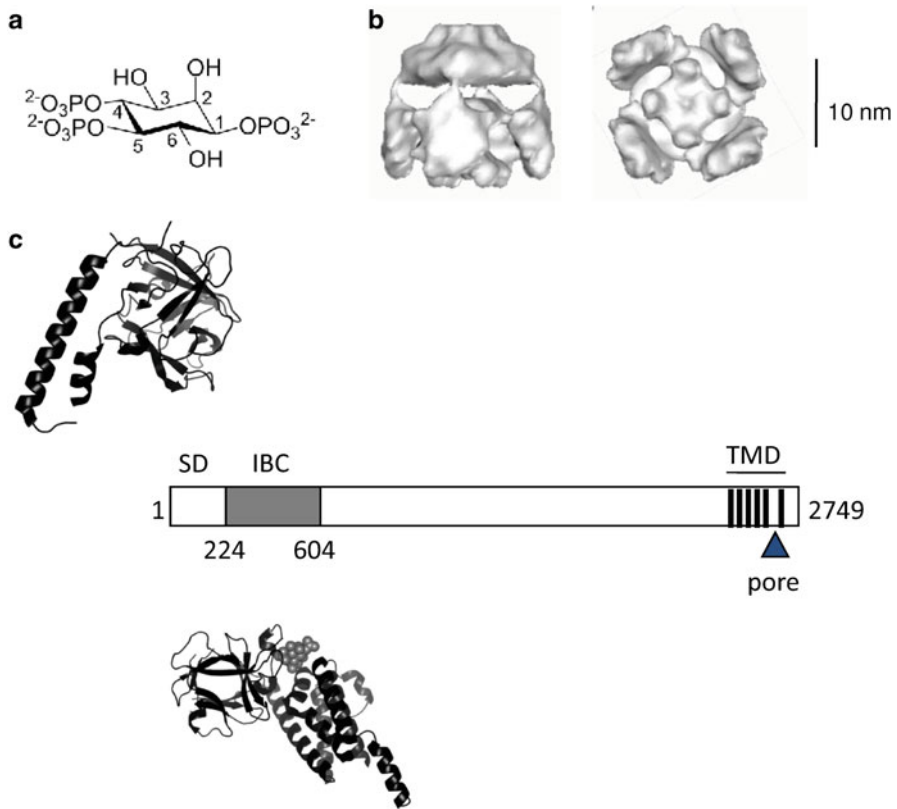 a
b
HO
OH
2-O3PO
2-O3PO
OPO3 2-
OH
1
2
3
4
5
6
10 nm
c
SD IBC TMD
1 2749
224 604
pore